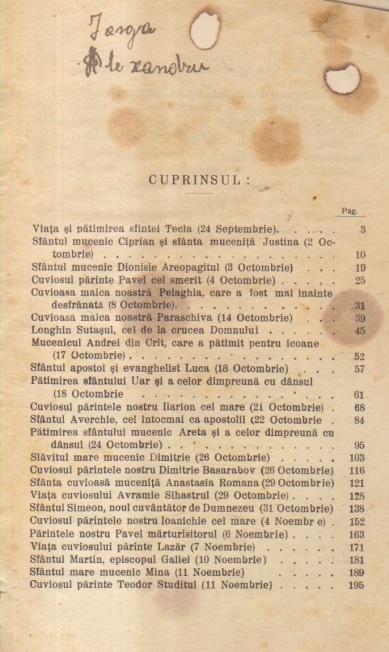 Iorga
Alexandru
CUPRINSUL:
Pag.
Viața și pătimirea sfintei Tecla (24 Septembrie). . . . . 3
Sfântul mucenic Ciprian și sfânta muceniță Justina (2 Oc-
tombrie) . . . . . . . . . . . . . . . . . 10
Sfântul mucenic Dionisie Areopagitul (3 Octombrie) . . . 19
Cuviosul părinte Pavel cel smerit (4 Octombrie) . . . . 25
Cuvioasa maica noastră Pelaghia, care a fost mai inainte
desfrânată (8 Octombrie). . . . . . . . . . . 31
Cuvioasa maica noastră Paraschiva (14 Octombrie) . . . 39
Longhin Sutașul, cel de la crucea Domnului . . . . . 45
Mucenicul Andrei din Crit, care a pătimit pentru icoane
(17 Octombrie) . . . . . . . . . . . . . . . 52
Sfântul apostol și evanghelist Luca (18 Octombrie) . . . 57
Pătimirea sfântului Uar și a celor dimpreună cu dânsul
(18 Octombrie . . . . . . . . . . . . . . 61
Cuviosul părintele nostru Ilarion cel mare (21 Octombrie) . 68
Sfântul Averchie, cel intocmai ca apostolii (22 Octombrie . 84
Pătimirea sfântului mucenic Areta și a celor dimpreună cu
dânsul (24 Octombrie) . . . . . . . . . . . . 95
Slăvitul mare mucenic Dimitrie (26 Octombrie) . . . . 103
Cuviosul părintele nostru Dimitrie Basarabov (26 Octombrie) 116
Sfânta cuvioasă muceniță Anastasia Romana (29 Octombrie) 121
Viața cuviosului Avramie Sihastrul (29 Octombrie). . . . 128
Sfântul Simeon, noul cuvântător de Dumnezeu (31 Octombrie) 138
Cuviosul părintele nostru Ioanichie cel mare (4 Noembr e) . 152
Părintele nostru Pavel mărturisitorul (6 Noembrie) . . . 163
Viața cuviosului părinte Lazăr (7 Noembrie) . . . . . 171
Sfântul Martin, episcopul Galiei (10 Noembrie) . . . . 181
Sfântul mare mucenic Mina (11 Noembrie) . . . . . 189
Cuviosul părinte Teodor Studitul (11 Noembrie) . . . . 195